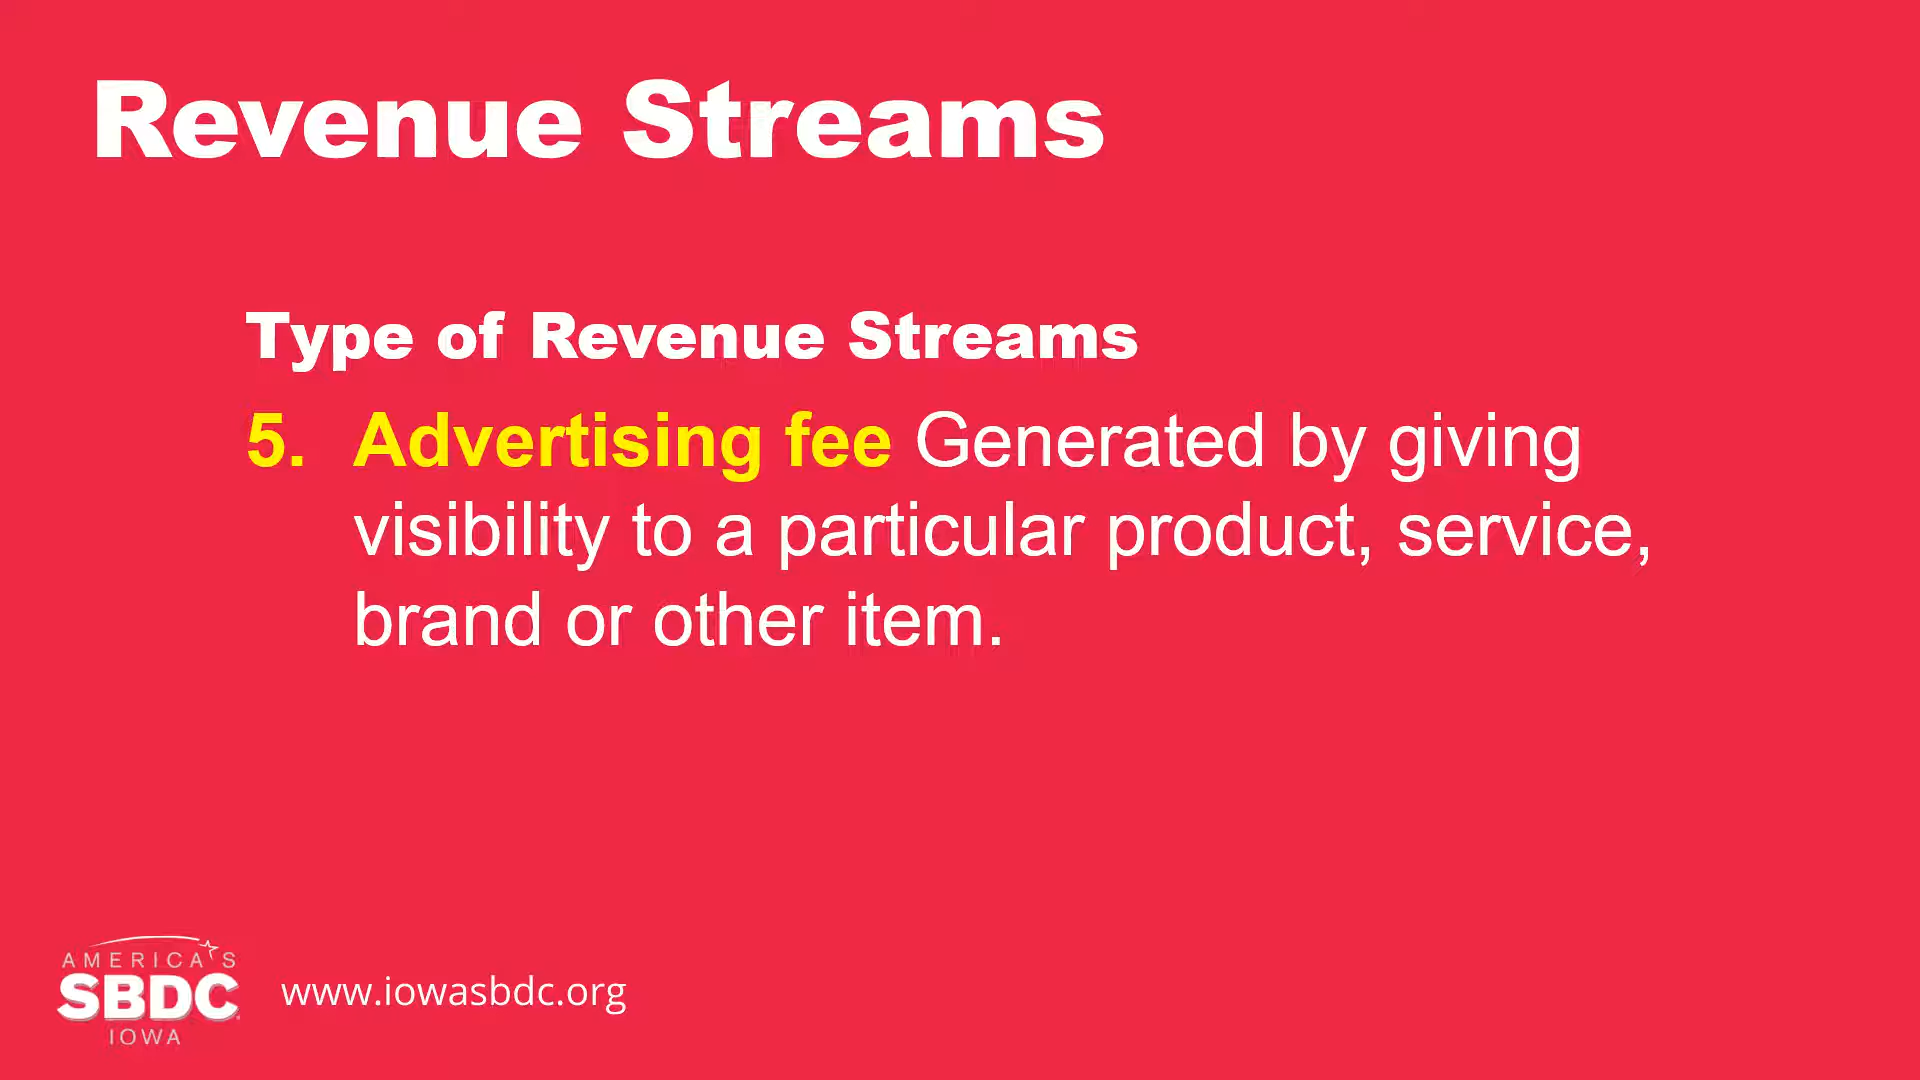 Revenue Streams
Type of Revenue Streams
5. Advertising fee Generated by giving
visibility to a particular product, service,
brand or other item.
AMERICA'S
SBDC
IOWA
www.iowasbdc.org